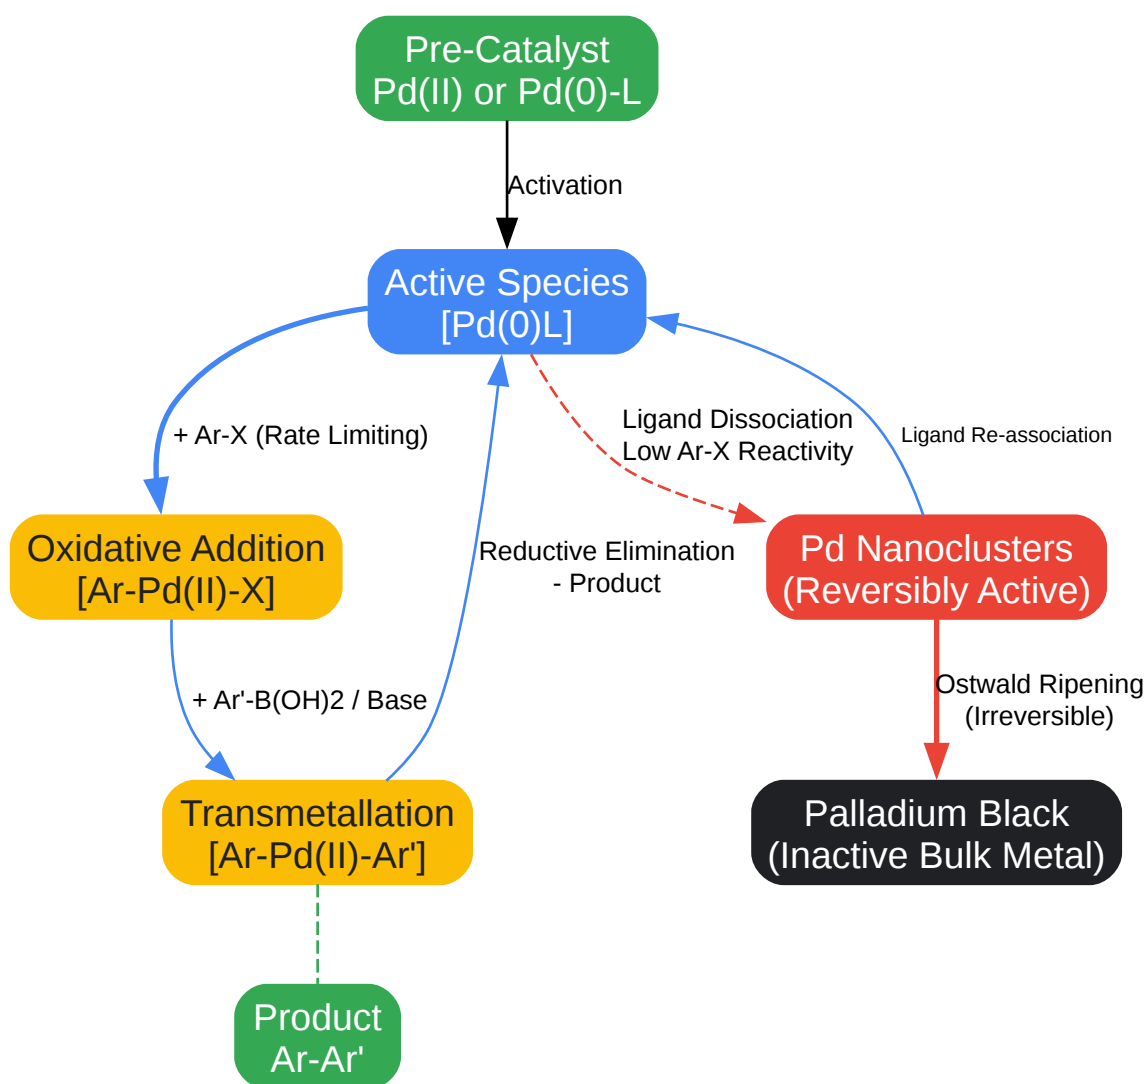 Pre-Catalyst
Pd(II) or Pd(0)-L
Activation
Active Species
[Pd(0)L]
+ Ar-X (Rate Limiting)
Ligand Dissociation
Low Ar-X Reactivity
Ligand Re-association
Oxidative Addition
[Ar-Pd(II)-X]
Reductive Elimination
- Product
Pd Nanoclusters
(Reversibly Active)
+ Ar'-B(OH)2 / Base
Ostwald Ripening
(Irreversible)
Transmetallation
[Ar-Pd(II)-Ar']
Palladium Black
(Inactive Bulk Metal)
Product
Ar-Ar'